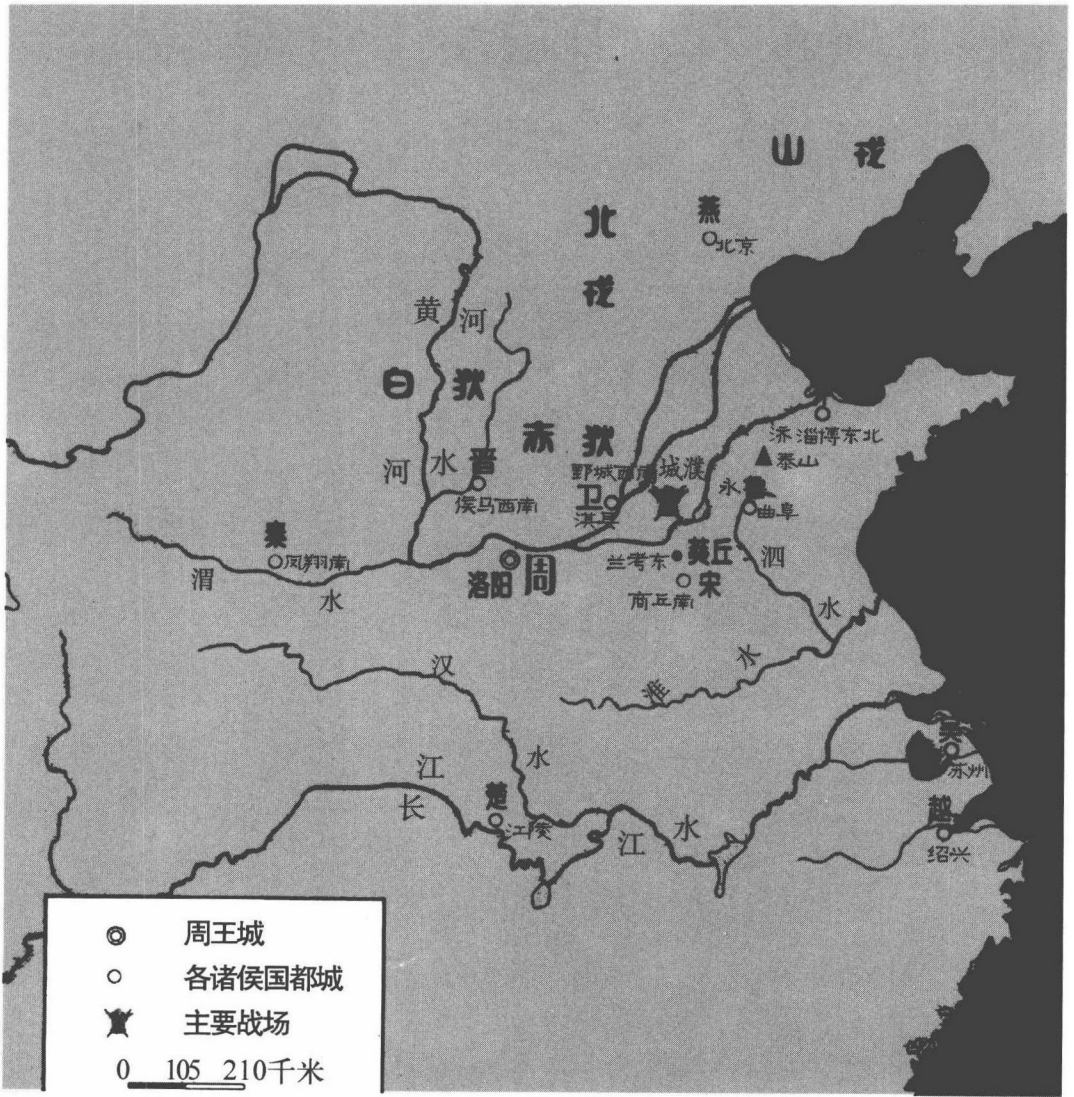 山 戎
北
戎
燕
北京
黄 河
白 狄
赤 狄
河 水
晋
侯马西南
野城西南
城濮
卫
淇县
济
淄博东北
泰山
曲阜
秦
凤翔南
渭
水
洛阳
周
兰考东
葵丘
宋
商丘南
泗
水
淮 水
汉
水
江
长
楚
江陵
江 水
吴
苏州
越
绍兴
周王城
各诸侯国都城
主要战场
0 105 210千米